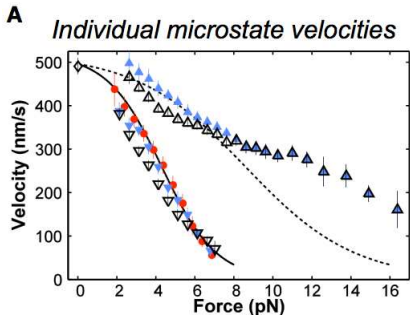 A
Individual microstate velocities
Velocity (nm/s)
500
400
300
200
100
0
0 2 4 6 8 10 12 14 16
Force (pN)